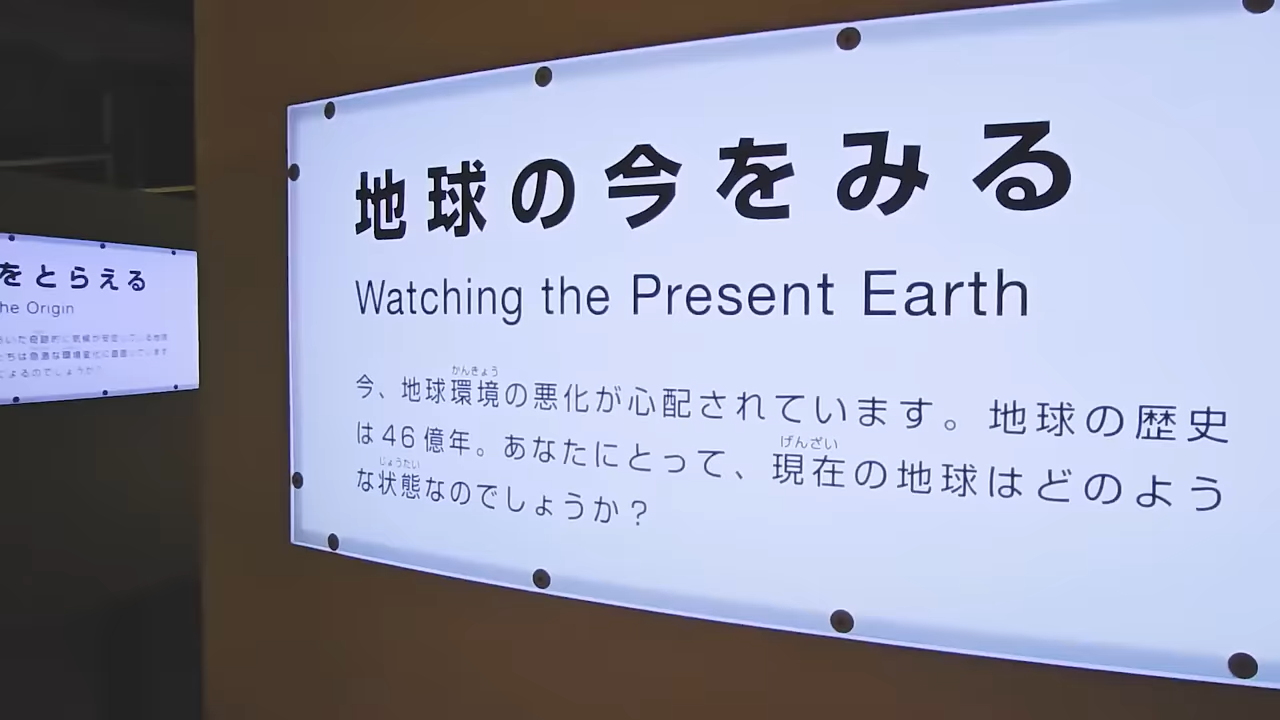 地球の今をみる
Watching the Present Earth
今、地球環境の悪化が心配されています。地球の歴史
は46億年。あなたにとって、現在の地球はどのよう
な状態なのでしょうか？
かんきょう
げんざい
じょうたい
をとらえる
he Origin